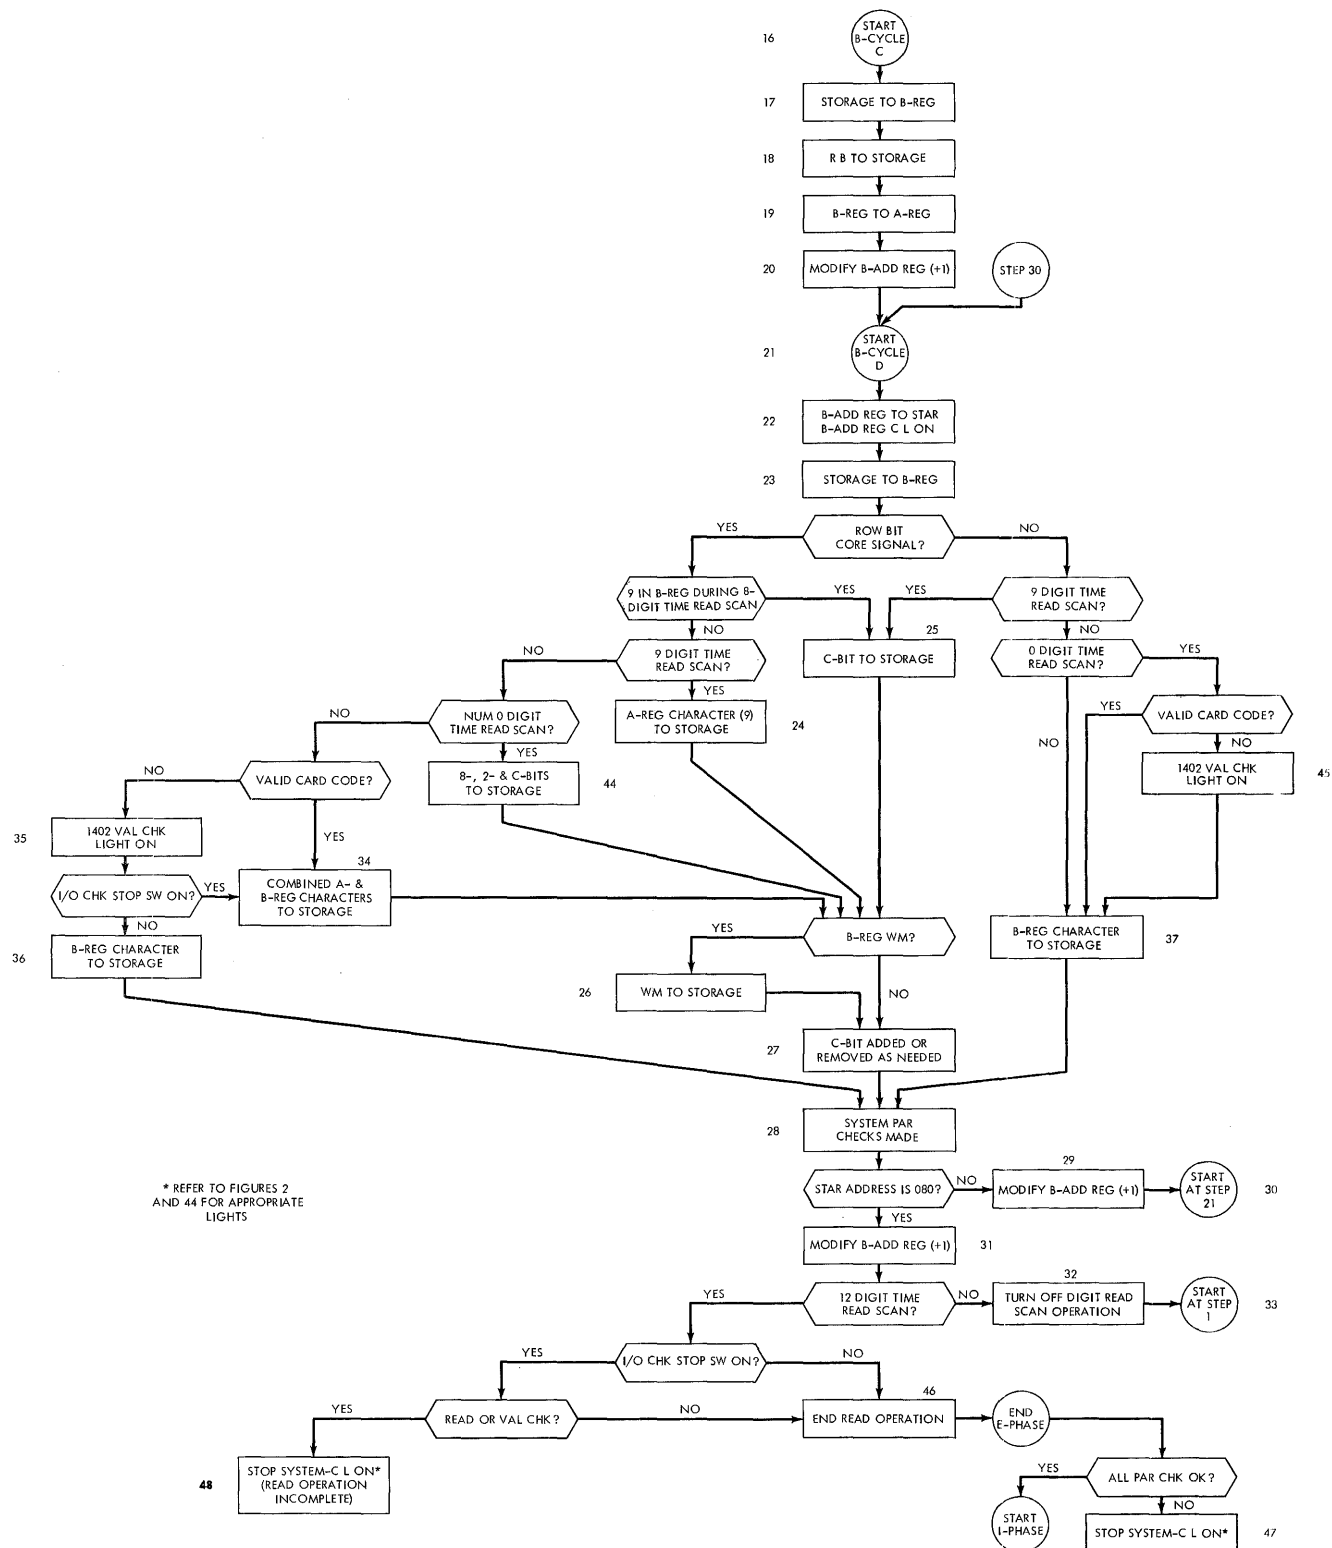 16
START
B-CYCLE
C
17
STORAGE TO B-REG
18
R B TO STORAGE
19
B-REG TO A-REG
20
MODIFY B-ADD REG (+1)
STEP 30
21
START
B-CYCLE
D
22
B-ADD REG TO STAR
B-ADD REG C L ON
23
STORAGE TO B-REG
YES
ROW BIT
CORE SIGNAL?
NO
9 IN B-REG DURING B-
DIGIT TIME READ SCAN
YES
YES
9 DIGIT TIME
READ SCAN?
NO
25
NO
NO
9 DIGIT TIME
READ SCAN?
C-BIT TO STORAGE
0 DIGIT TIME
READ SCAN?
YES
YES
NO
NUM 0 DIGIT
TIME READ SCAN?
A-REG CHARACTER (9)
TO STORAGE
24
YES
VALID CARD CODE?
YES
NO
NO
NO
VALID CARD CODE?
8-, 2- & C-BITS
TO STORAGE
44
1402 VAL CHK
LIGHT ON
45
35
1402 VAL CHK
LIGHT ON
YES
34
I/O CHK STOP SW ON?
YES
COMBINED A- &
B-REG CHARACTERS
TO STORAGE
NO
YES
B-REG WM?
B-REG CHARACTER
TO STORAGE
37
36
B-REG CHARACTER
TO STORAGE
26
WM TO STORAGE
NO
27
C-BIT ADDED OR
REMOVED AS NEEDED
28
SYSTEM PAR
CHECKS MADE
29
* REFER TO FIGURES 2
AND 44 FOR APPROPRIATE
LIGHTS
STAR ADDRESS IS 080?
NO
MODIFY B-ADD REG (+1)
START
AT STEP
21
30
YES
MODIFY B-ADD REG (+1)
31
32
YES
12 DIGIT TIME
READ SCAN?
NO
TURN OFF DIGIT READ
SCAN OPERATION
START
AT STEP
1
33
YES
I/O CHK STOP SW ON?
NO
46
YES
READ OR VAL CHK?
NO
END READ OPERATION
END
E-PHASE
48
STOP SYSTEM-C L ON*
(READ OPERATION
INCOMPLETE)
YES
ALL PAR CHK OK?
NO
START
I-PHASE
STOP SYSTEM-C L ON*
47